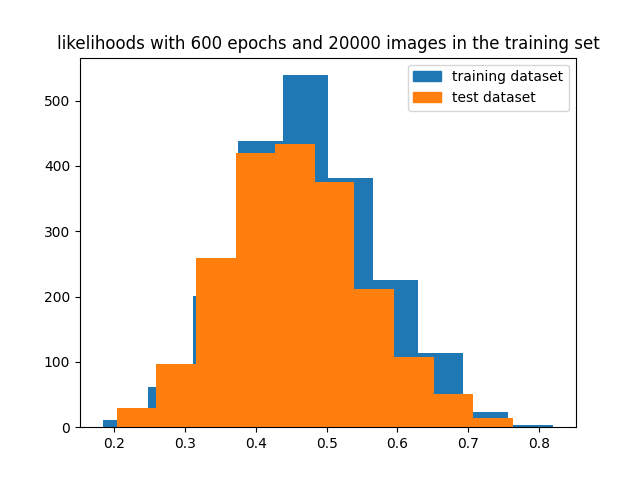 likelihoods with 600 epochs and 20000 images in the training set
training dataset
test dataset
500
400
300
200
100
0
0.2 0.3 0.4 0.5 0.6 0.7 0.8